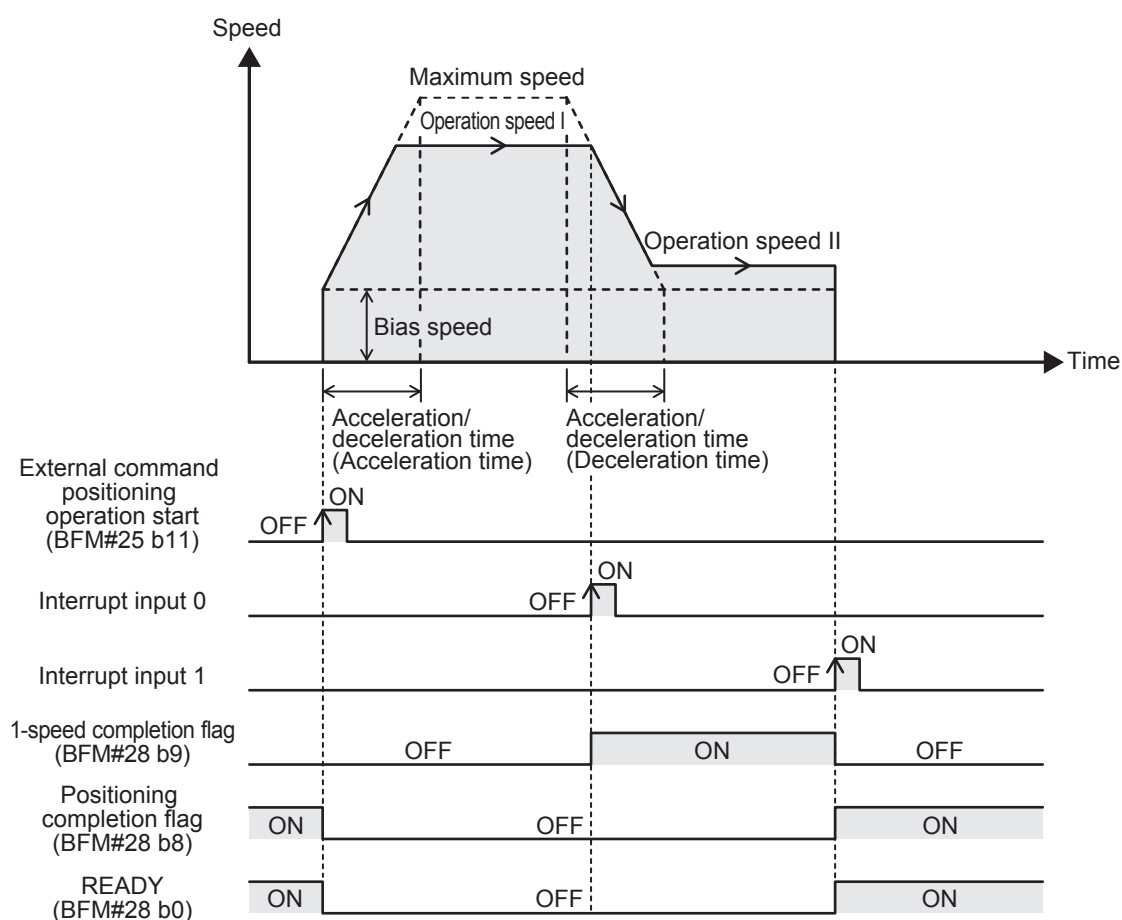 Speed
Maximum speed
Operation speed I
Operation speed II
Bias speed
Time
Acceleration/
deceleration time
(Acceleration time)
Acceleration/
deceleration time
(Deceleration time)
External command
positioning
operation start
(BFM#25 b11)
OFF
ON
Interrupt input 0
OFF
ON
Interrupt input 1
OFF
ON
1-speed completion flag
(BFM#28 b9)
OFF
ON
OFF
Positioning
completion flag
(BFM#28 b8)
ON
OFF
ON
READY
(BFM#28 b0)
ON
OFF
ON